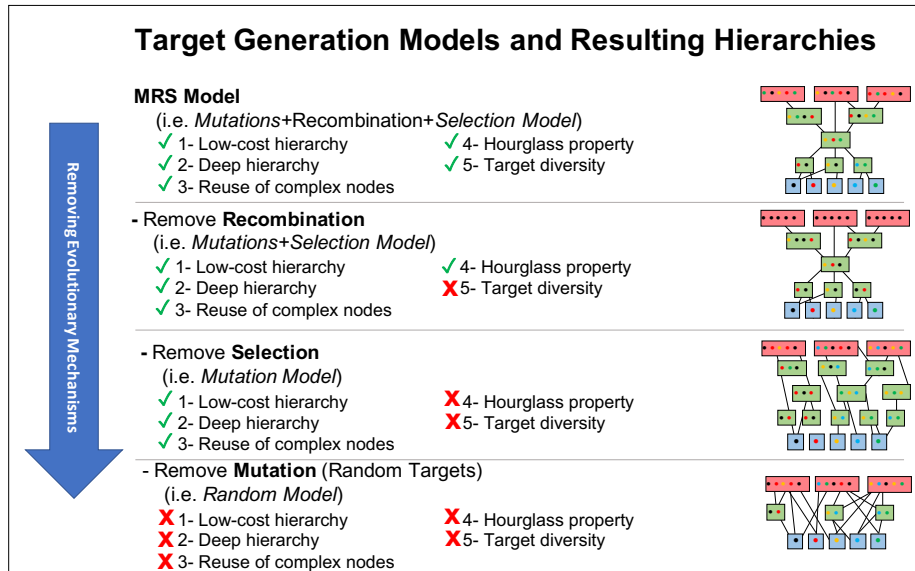 Target Generation Models and Resulting Hierarchies
Removing Evolutionary Mechanisms
MRS Model
(i.e. Mutations+Recombination+Selection Model)
✓ 1- Low-cost hierarchy ✓ 4- Hourglass property
✓ 2- Deep hierarchy ✓ 5- Target diversity
✓ 3- Reuse of complex nodes
- Remove Recombination
(i.e. Mutations+Selection Model)
✓ 1- Low-cost hierarchy ✓ 4- Hourglass property
✓ 2- Deep hierarchy X 5- Target diversity
✓ 3- Reuse of complex nodes
- Remove Selection
(i.e. Mutation Model)
✓ 1- Low-cost hierarchy X 4- Hourglass property
✓ 2- Deep hierarchy X 5- Target diversity
✓ 3- Reuse of complex nodes
- Remove Mutation (Random Targets)
(i.e. Random Model)
X 1- Low-cost hierarchy X 4- Hourglass property
X 2- Deep hierarchy X 5- Target diversity
X 3- Reuse of complex nodes